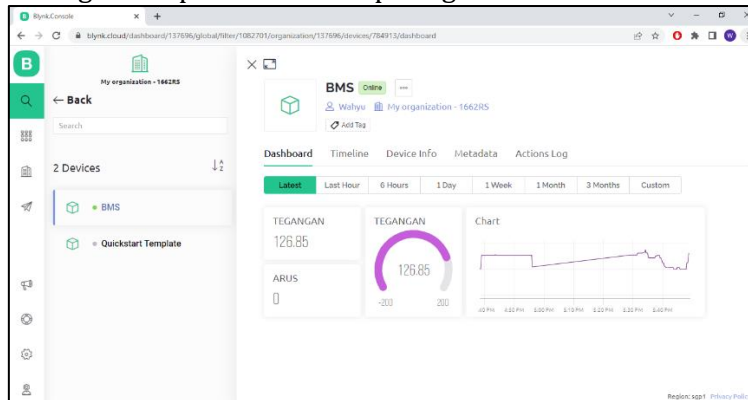 Blynk.Console
blynk.cloud/dashboard/137696/global/filter/1082701/organization/137696/devices/784913/dashboard
B
My organization - 1662RS
← Back
Search
2 Devices
BMS
Quickstart Template
BMS Online
Wahyu My organization - 1662RS
Add Tag
Dashboard Timeline Device Info Metadata Actions Log
Latest Last Hour 6 Hours 1 Day 1 Week 1 Month 3 Months Custom
TEGANGAN
126.85
ARUS
0
TEGANGAN
126.85
-200 200
Chart
4:20 PM
Region: sgp1 Privacy Policy